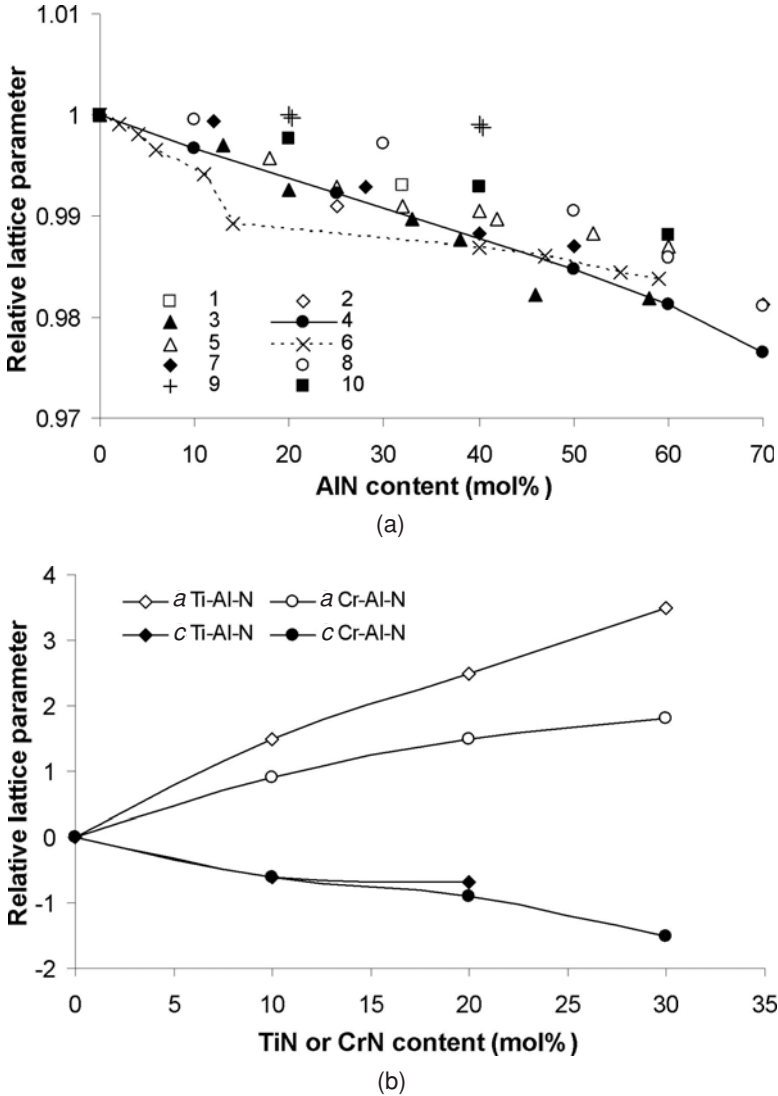 1.01
1
0.99
0.98
0.97
Relative lattice parameter
1 2
3 4
5 6
7 8
9 10
0 10 20 30 40 50 60 70
AlN content (mol%)
(a)
4
3
2
1
0
-1
-2
Relative lattice parameter
a Ti-Al-N a Cr-Al-N
c Ti-Al-N c Cr-Al-N
0 5 10 15 20 25 30 35
TiN or CrN content (mol%)
(b)